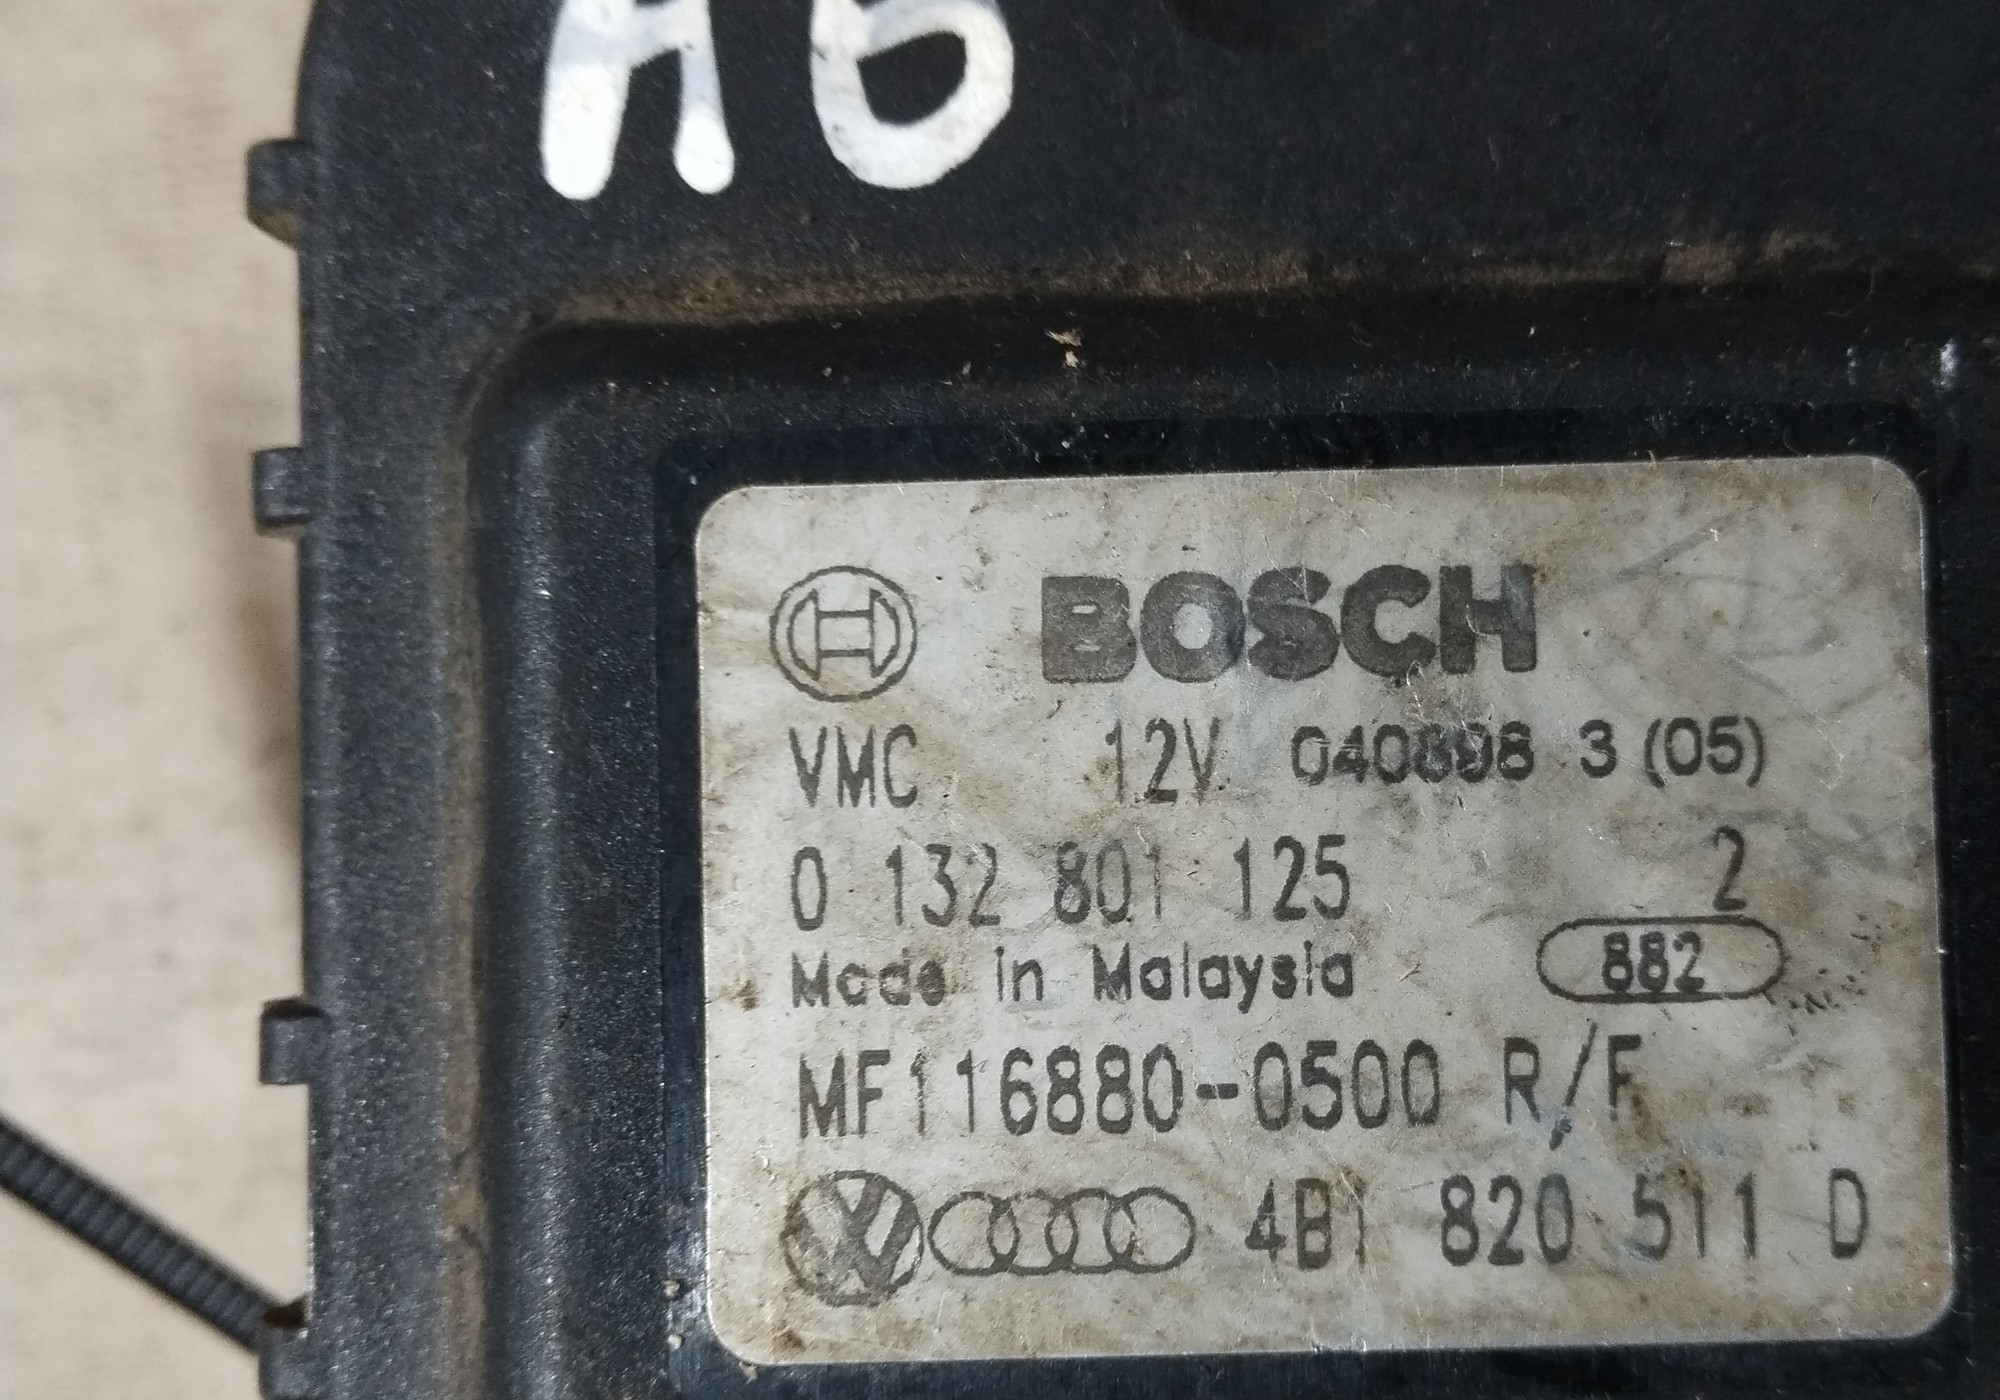 A6
BOSCH
VMC 12V 040898 3 (05)
0 132 801 125 2
Made in Malaysia 882
MF116880-0500 R/F
4B1 820 511 D